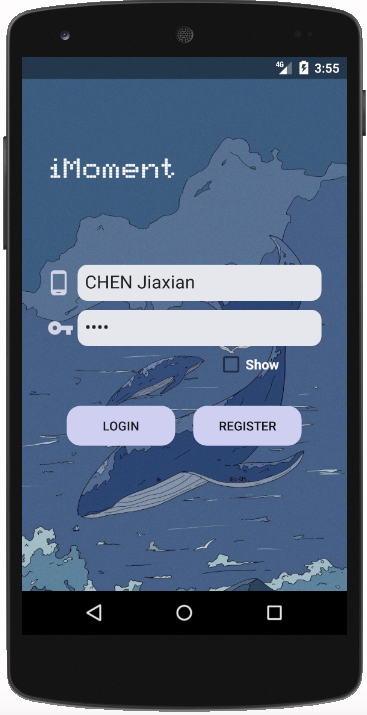 4G 3:55
iMoment
CHEN Jiaxian
••••
Show
LOGIN REGISTER